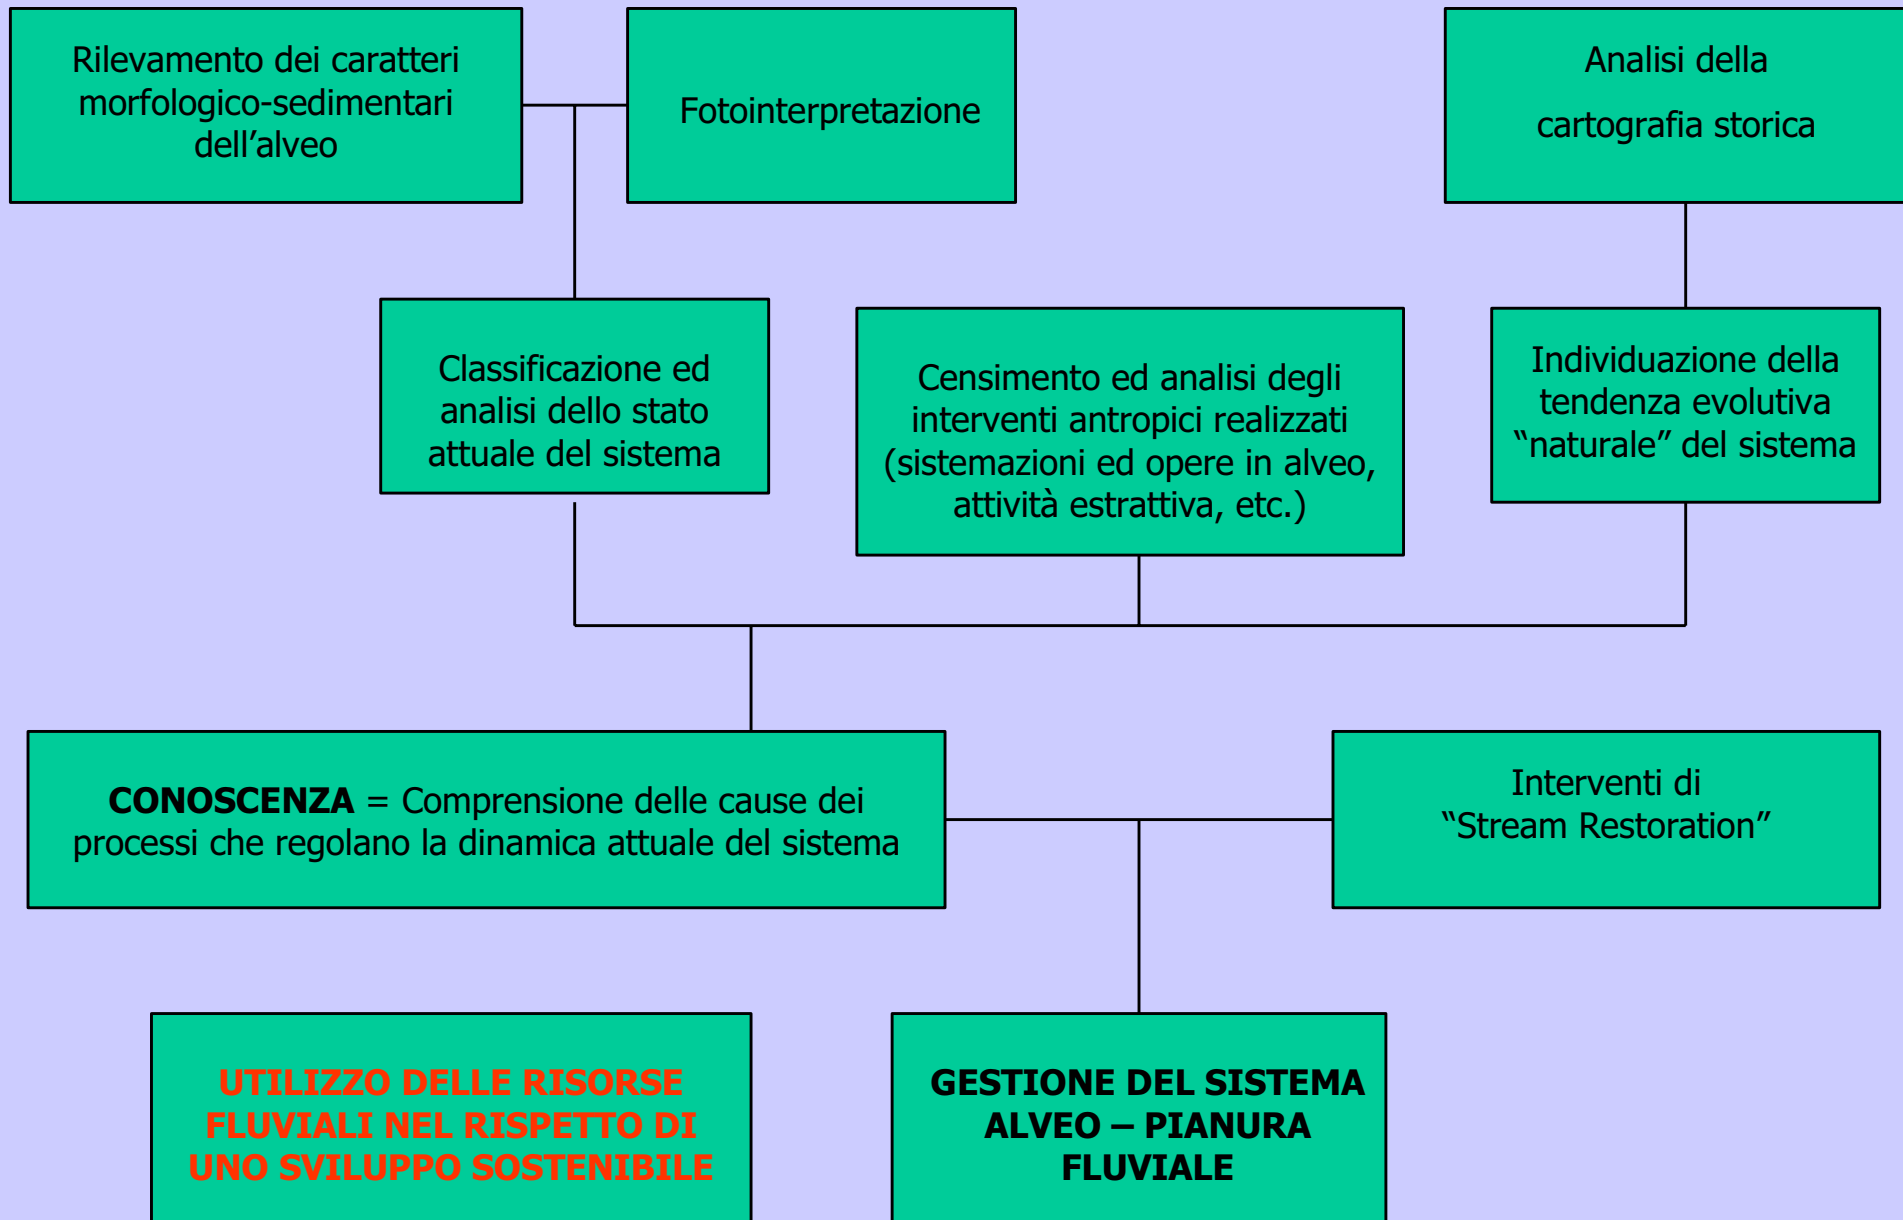 Rilevamento dei caratteri
morfologico-sedimentari
dell’alveo
Fotointerpretazione
Analisi della
cartografia storica
Classificazione ed
analisi dello stato
attuale del sistema
Censimento ed analisi degli
interventi antropici realizzati
(sistemazioni ed opere in alveo,
attività estrattiva, etc.)
Individuazione della
tendenza evolutiva
“naturale” del sistema
CONOSCENZA = Comprensione delle cause dei
processi che regolano la dinamica attuale del sistema
Interventi di
“Stream Restoration”
UTILIZZO DELLE RISORSE
FLUVIALI NEL RISPETTO DI
UNO SVILUPPO SOSTENIBILE
GESTIONE DEL SISTEMA
ALVEO – PIANURA
FLUVIALE